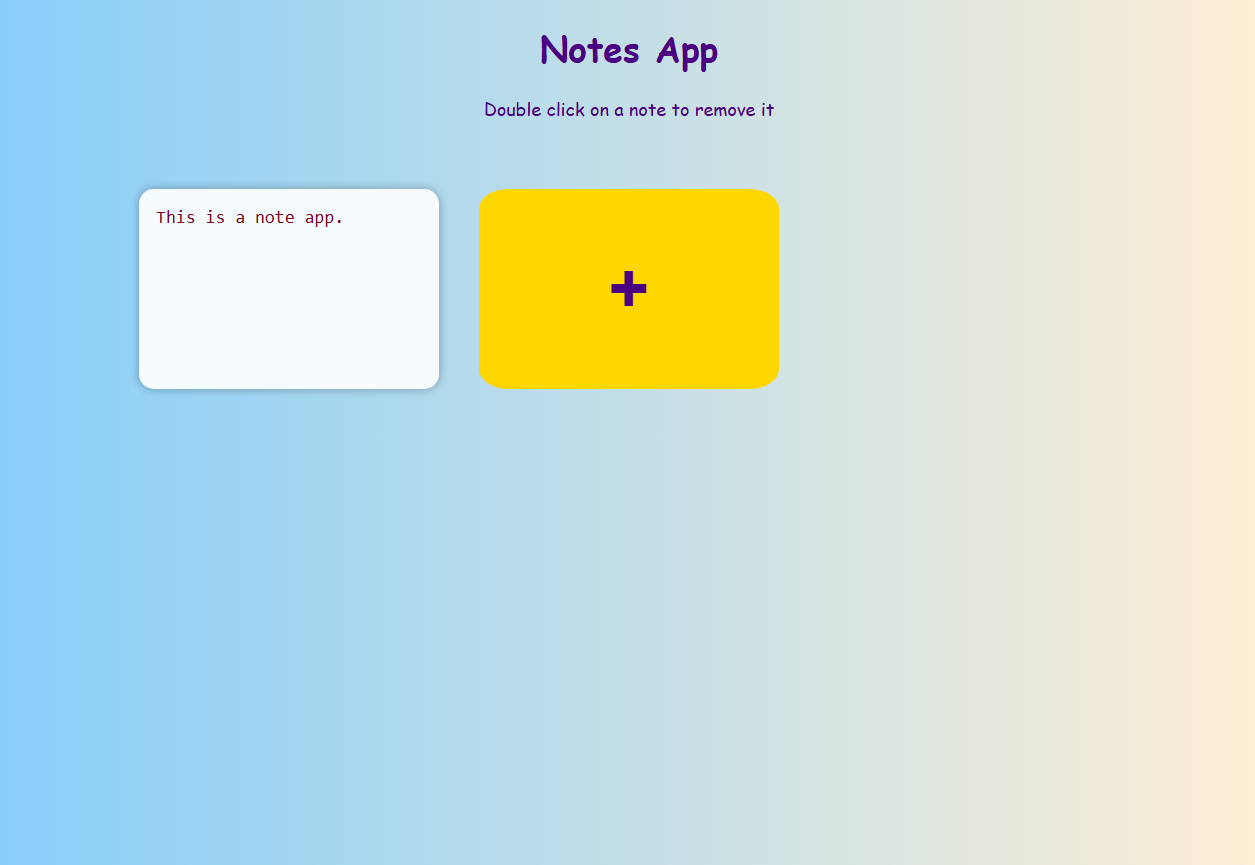 Notes App
Double click on a note to remove it
This is a note app.
+